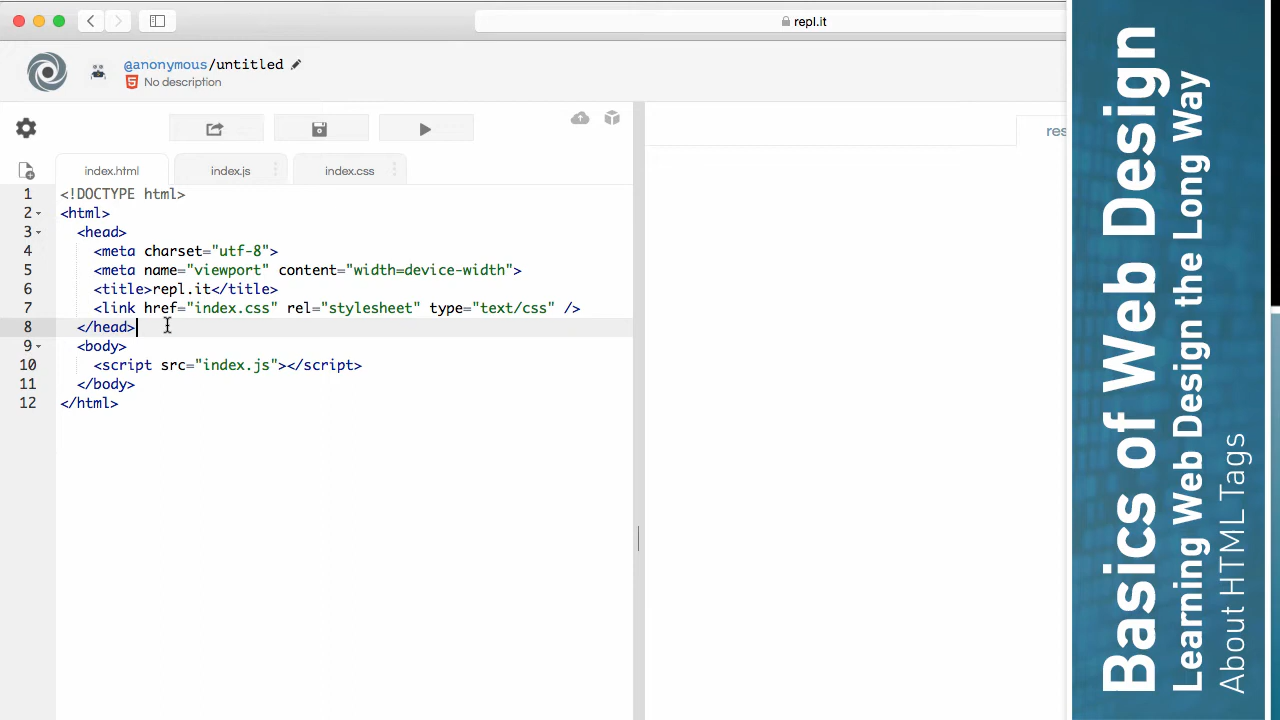 repl.it
@anonymous/untitled
No description
res
index.html
index.js
index.css
1 <!DOCTYPE html>
2 <html>
3 <head>
4 <meta charset="utf-8">
5 <meta name="viewport" content="width=device-width">
6 <title>repl.it</title>
7 <link href="index.css" rel="stylesheet" type="text/css" />
8 </head>
9 <body>
10 <script src="index.js"></script>
11 </body>
12 </html>
Basics of Web Design
Learning Web Design the Long Way
About HTML Tags